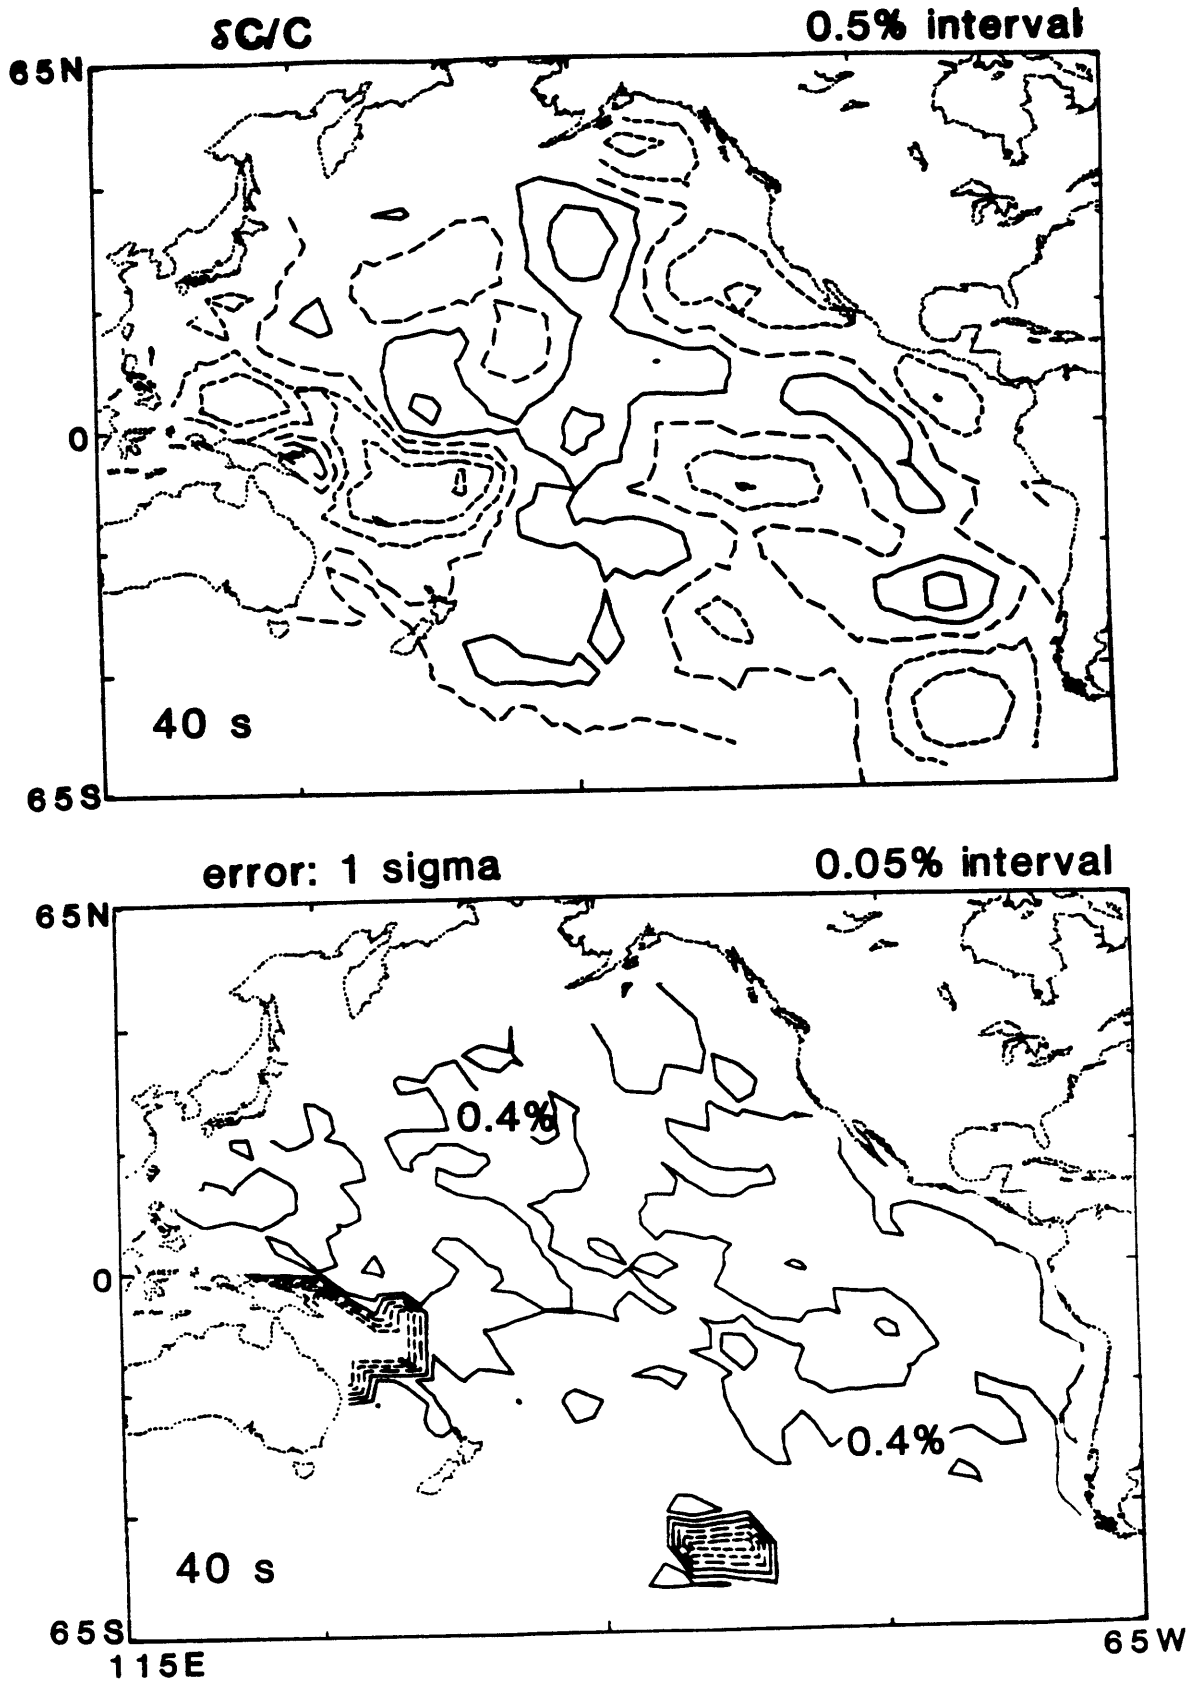 δC/C
0.5% interval
65N
0
40 s
65S
error: 1 sigma
0.05% interval
65N
0.4%
0
0.4%
40 s
65S
115E
65W